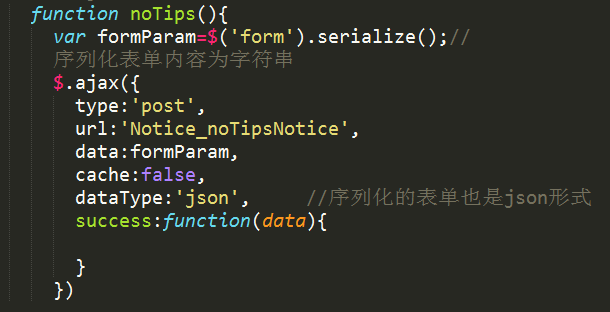 function noTips(){
var formParam=$('form').serialize();//
序列化表单内容为字符串
$.ajax({
type:'post',
url:'Notice_noTipsNotice',
data:formParam,
cache:false,
dataType:'json', //序列化的表单也是json形式
success:function(data){
}
})